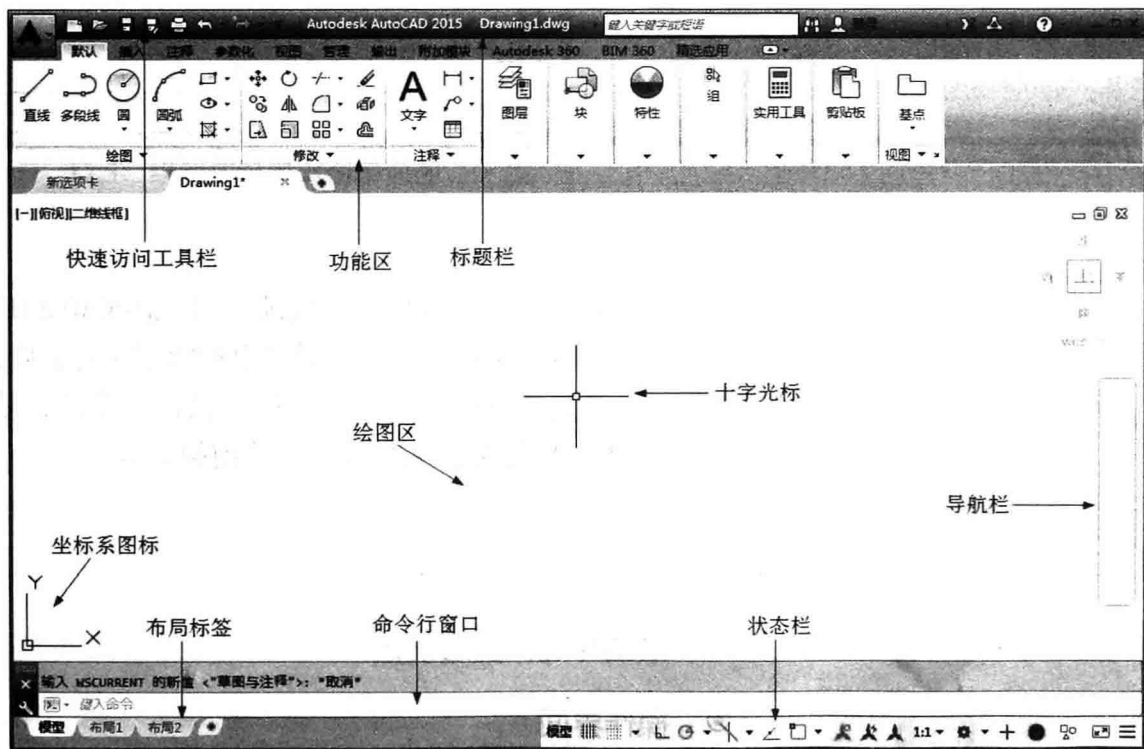 Autodesk AutoCAD 2015 Drawing1.dwg 键入关键字或短语
默认 插入 注释 参数化 视图 管理 输出 附加模块 Autodesk 360 BIM 360 精选应用
直线 多段线 圆 圆弧 文字 图层 块 特性 组 实用工具 剪贴板 基点
绘图 修改 注释 视图
新选项卡 Drawing1*
[-][俯视][二维线框]
快速访问工具栏 功能区 标题栏
十字光标
绘图区
导航栏
坐标系图标
Y
X
布局标签 命令行窗口 状态栏
输入 WSCURRENT 的新值 <"草图与注释">: *取消*
键入命令
模型 布局1 布局2 模型 1:1